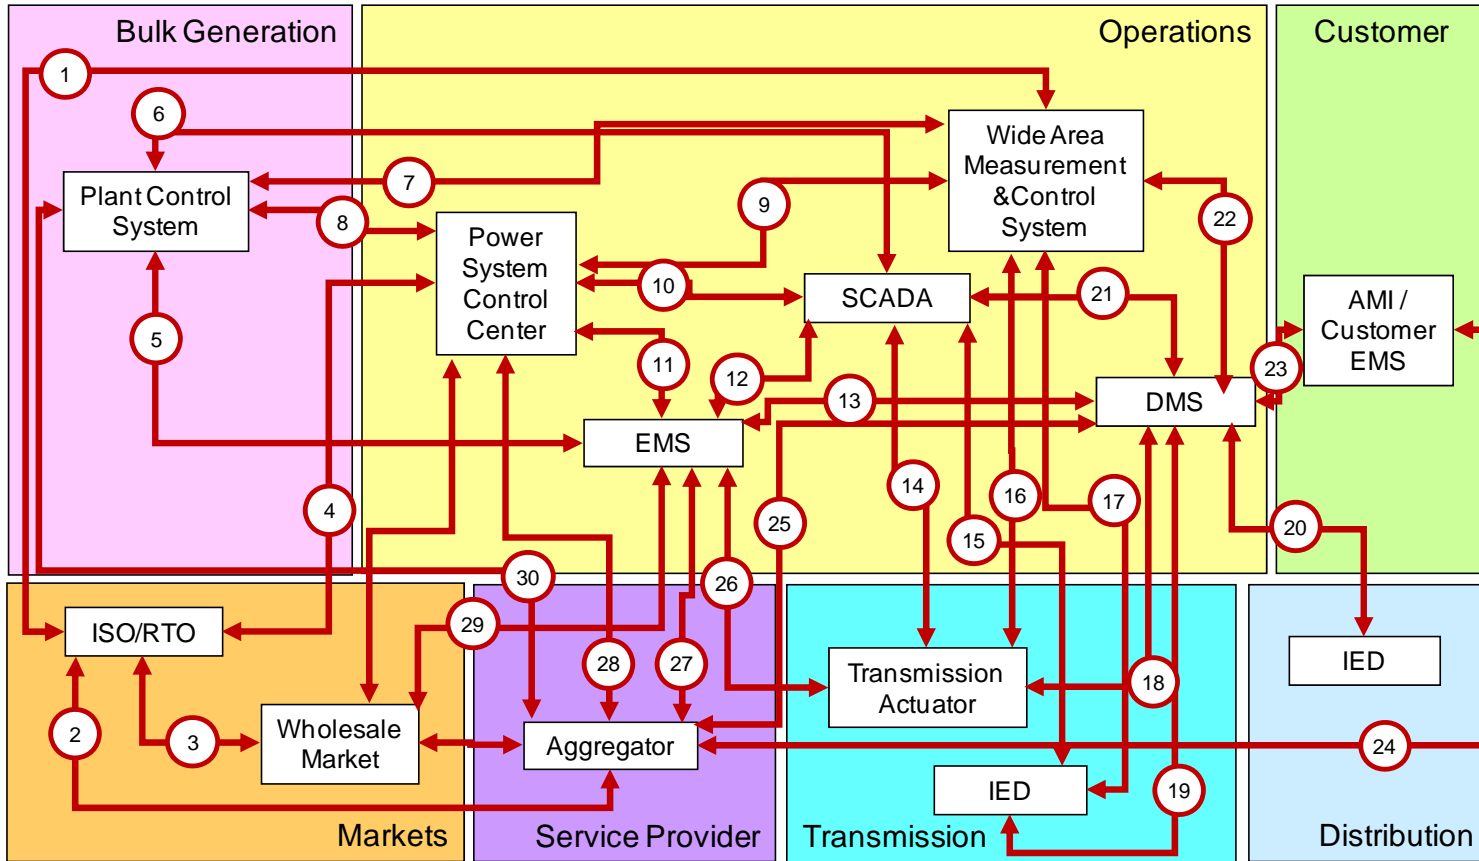 Bulk Generation
Operations
Customer
1
6
Wide Area
Measurement
&Control
System
Plant Control
System
7
8
9
22
Power
System
Control
Center
10
SCADA
21
AMI /
Customer
EMS
5
11
12
23
13
DMS
EMS
4
14
16
17
25
15
20
30
26
ISO/RTO
29
28
27
Transmission
Actuator
18
IED
2
3
Wholesale
Market
Aggregator
24
IED
19
Markets
Service Provider
Transmission
Distribution